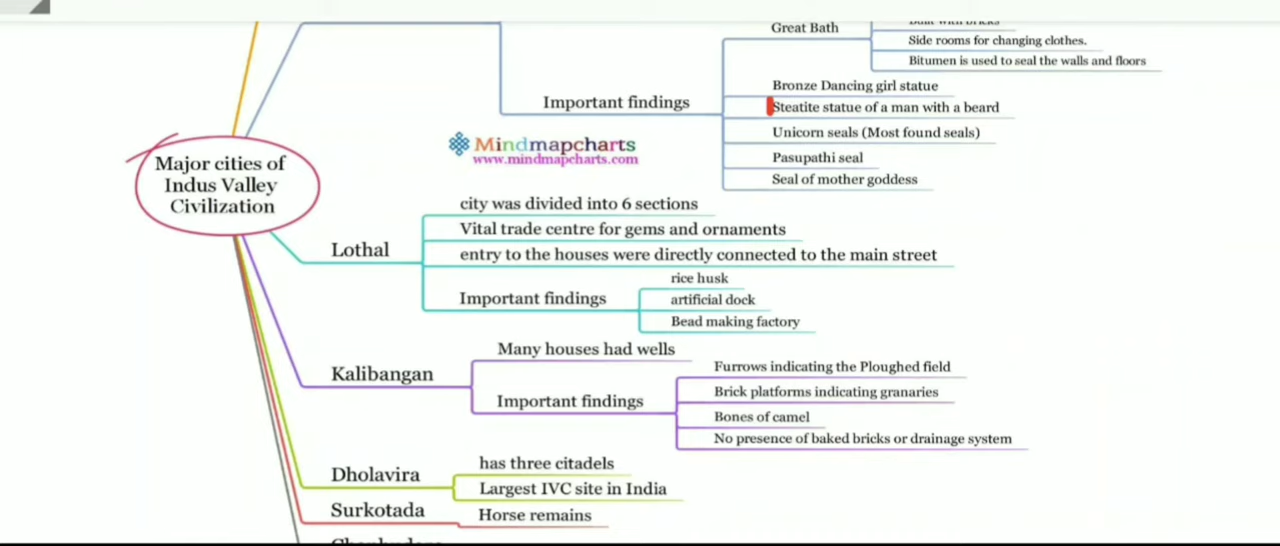 Great Bath
Built with bricks
Side rooms for changing clothes.
Bitumen is used to seal the walls and floors
Important findings
Bronze Dancing girl statue
Steatite statue of a man with a beard
Unicorn seals (Most found seals)
Pasupathi seal
Seal of mother goddess
Mindmapcharts
www.mindmapcharts.com
Major cities of
Indus Valley
Civilization
Lothal
city was divided into 6 sections
Vital trade centre for gems and ornaments
entry to the houses were directly connected to the main street
Important findings
rice husk
artificial dock
Bead making factory
Kalibangan
Many houses had wells
Important findings
Furrows indicating the Ploughed field
Brick platforms indicating granaries
Bones of camel
No presence of baked bricks or drainage system
Dholavira
has three citadels
Largest IVC site in India
Surkotada
Horse remains